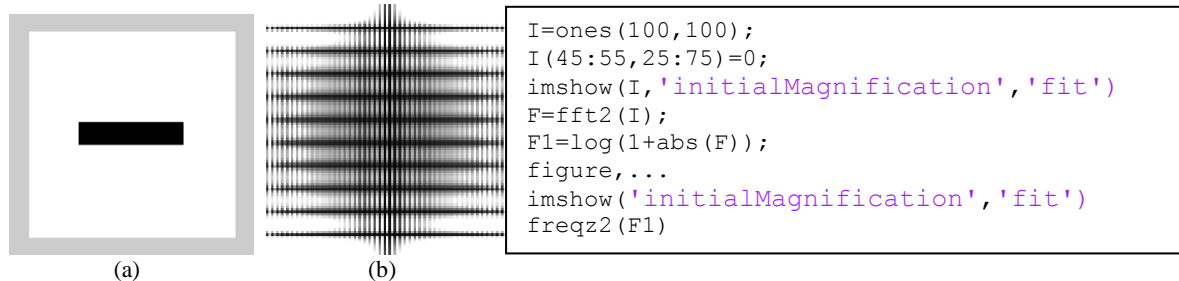 I=ones(100,100);
I(45:55,25:75)=0;
imshow(I,'initialMagnification','fit')
F=fft2(I);
F1=log(1+abs(F));
figure,...
imshow('initialMagnification','fit')
freqz2(F1)
(a)
(b)